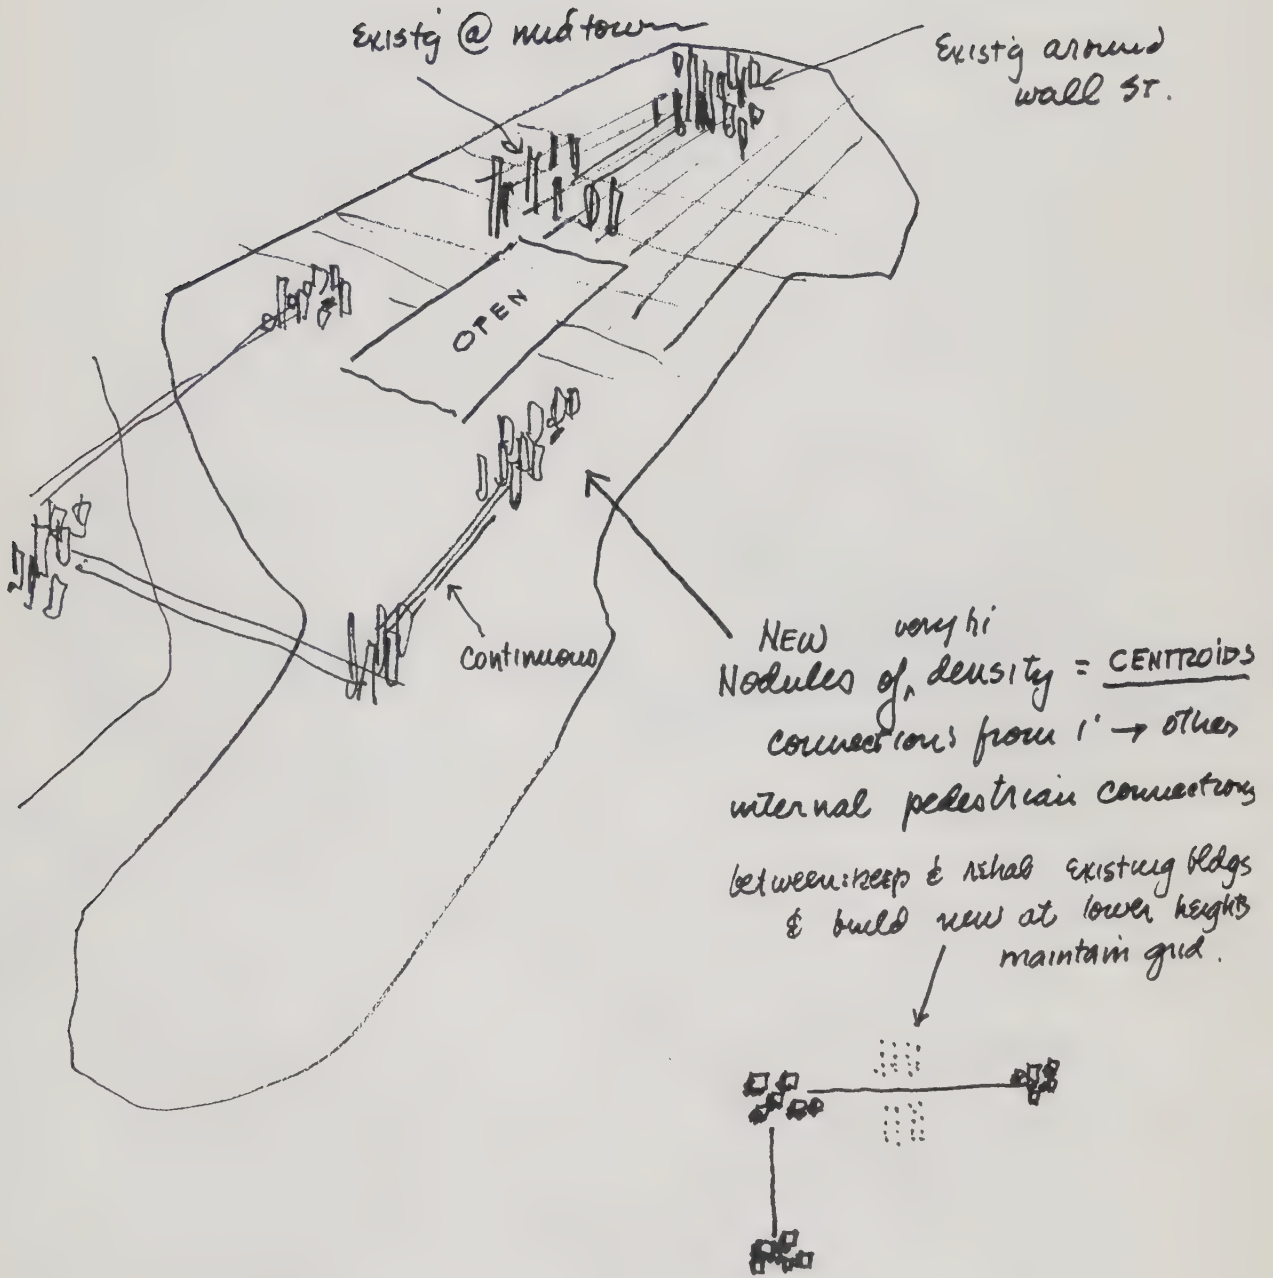 Existg @ midtown
Existg around
wall ST.
OPEN
Continuous
NEW very hi
Nodules of ^ density = CENTROIDS
connections from 1' → other
internal pedestrian connections
between: keep & rehab existing bldgs
& build new at lower heights
maintain grid.